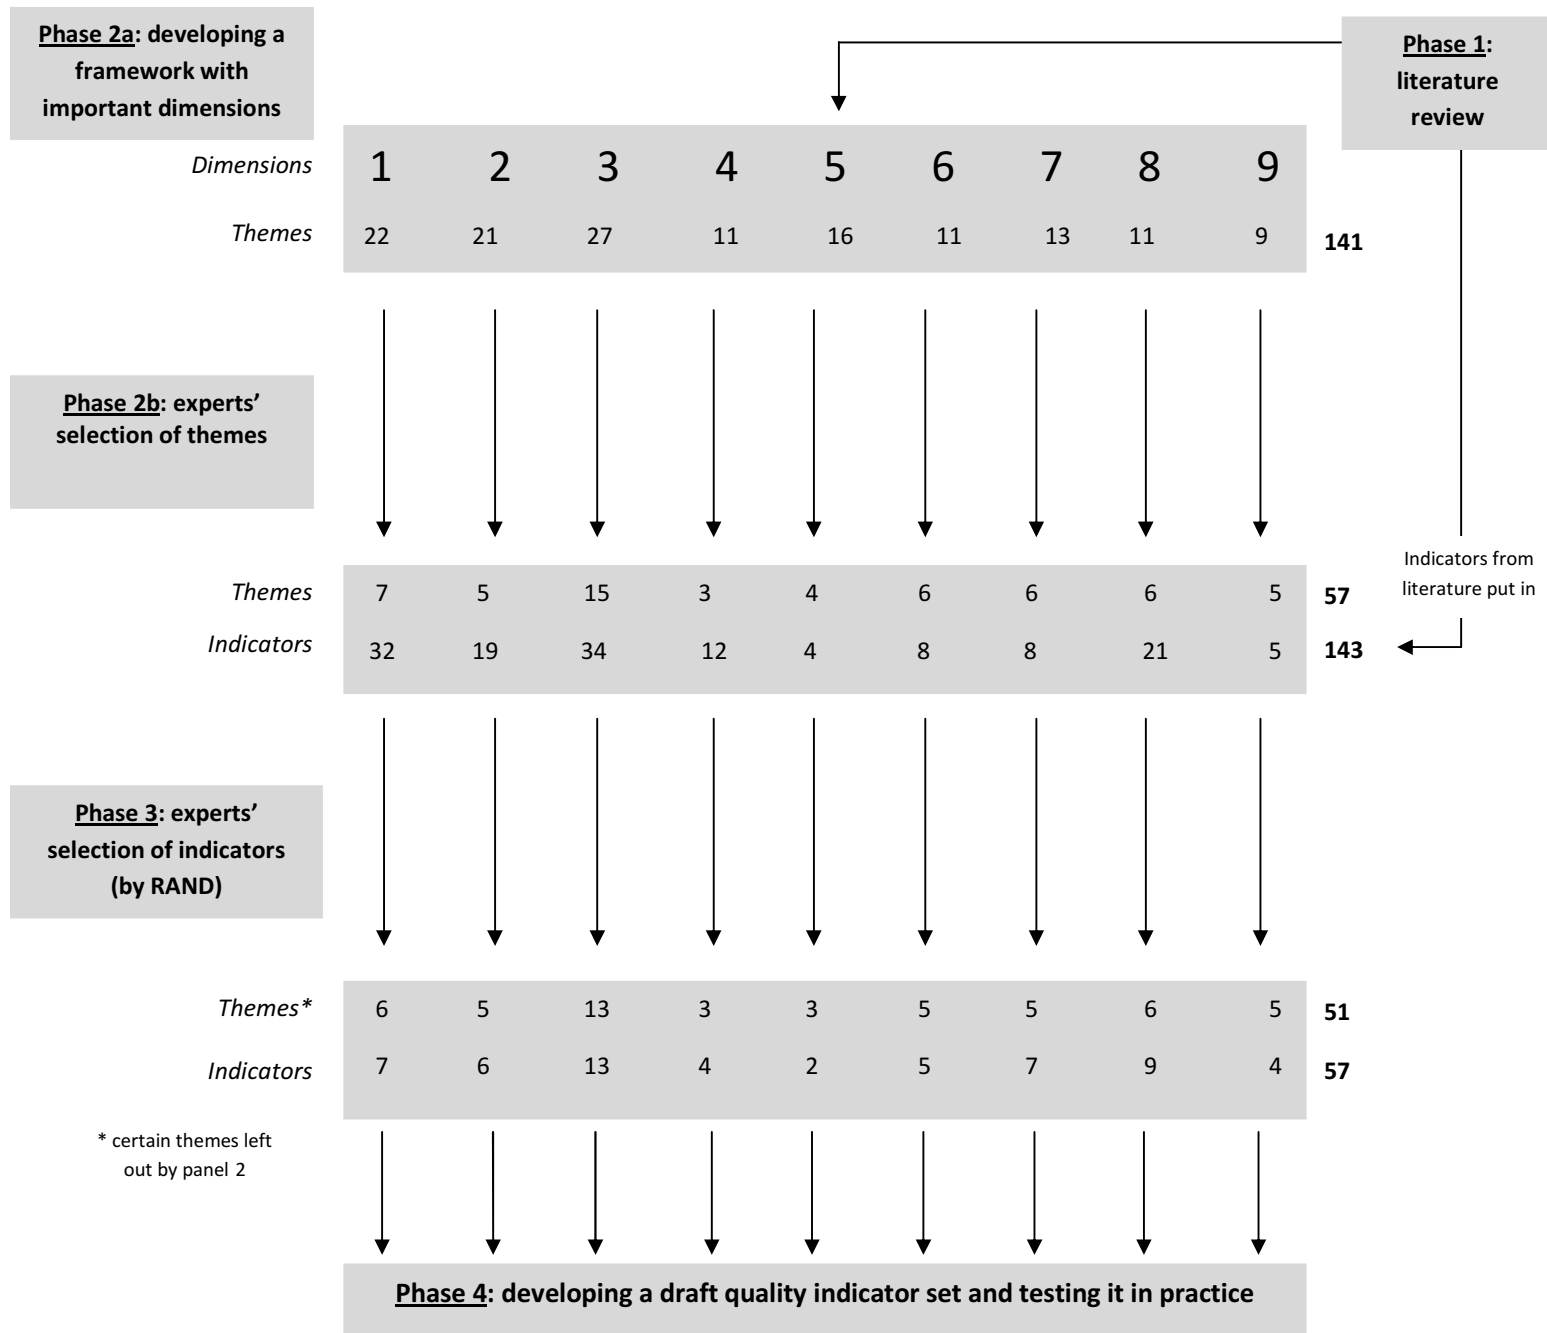 Phase 2a: developing a
framework with
important dimensions
Phase 1:
literature
review
Dimensions 1 2 3 4 5 6 7 8 9
Themes 22 21 27 11 16 11 13 11 9 141
Phase 2b: experts’
selection of themes
Indicators from
literature put in
Themes 7 5 15 3 4 6 6 6 5 57
Indicators 32 19 34 12 4 8 8 21 5 143
Phase 3: experts’
selection of indicators
(by RAND)
Themes* 6 5 13 3 3 5 5 6 5 51
Indicators 7 6 13 4 2 5 7 9 4 57
* certain themes left
out by panel 2
Phase 4: developing a draft quality indicator set and testing it in practice